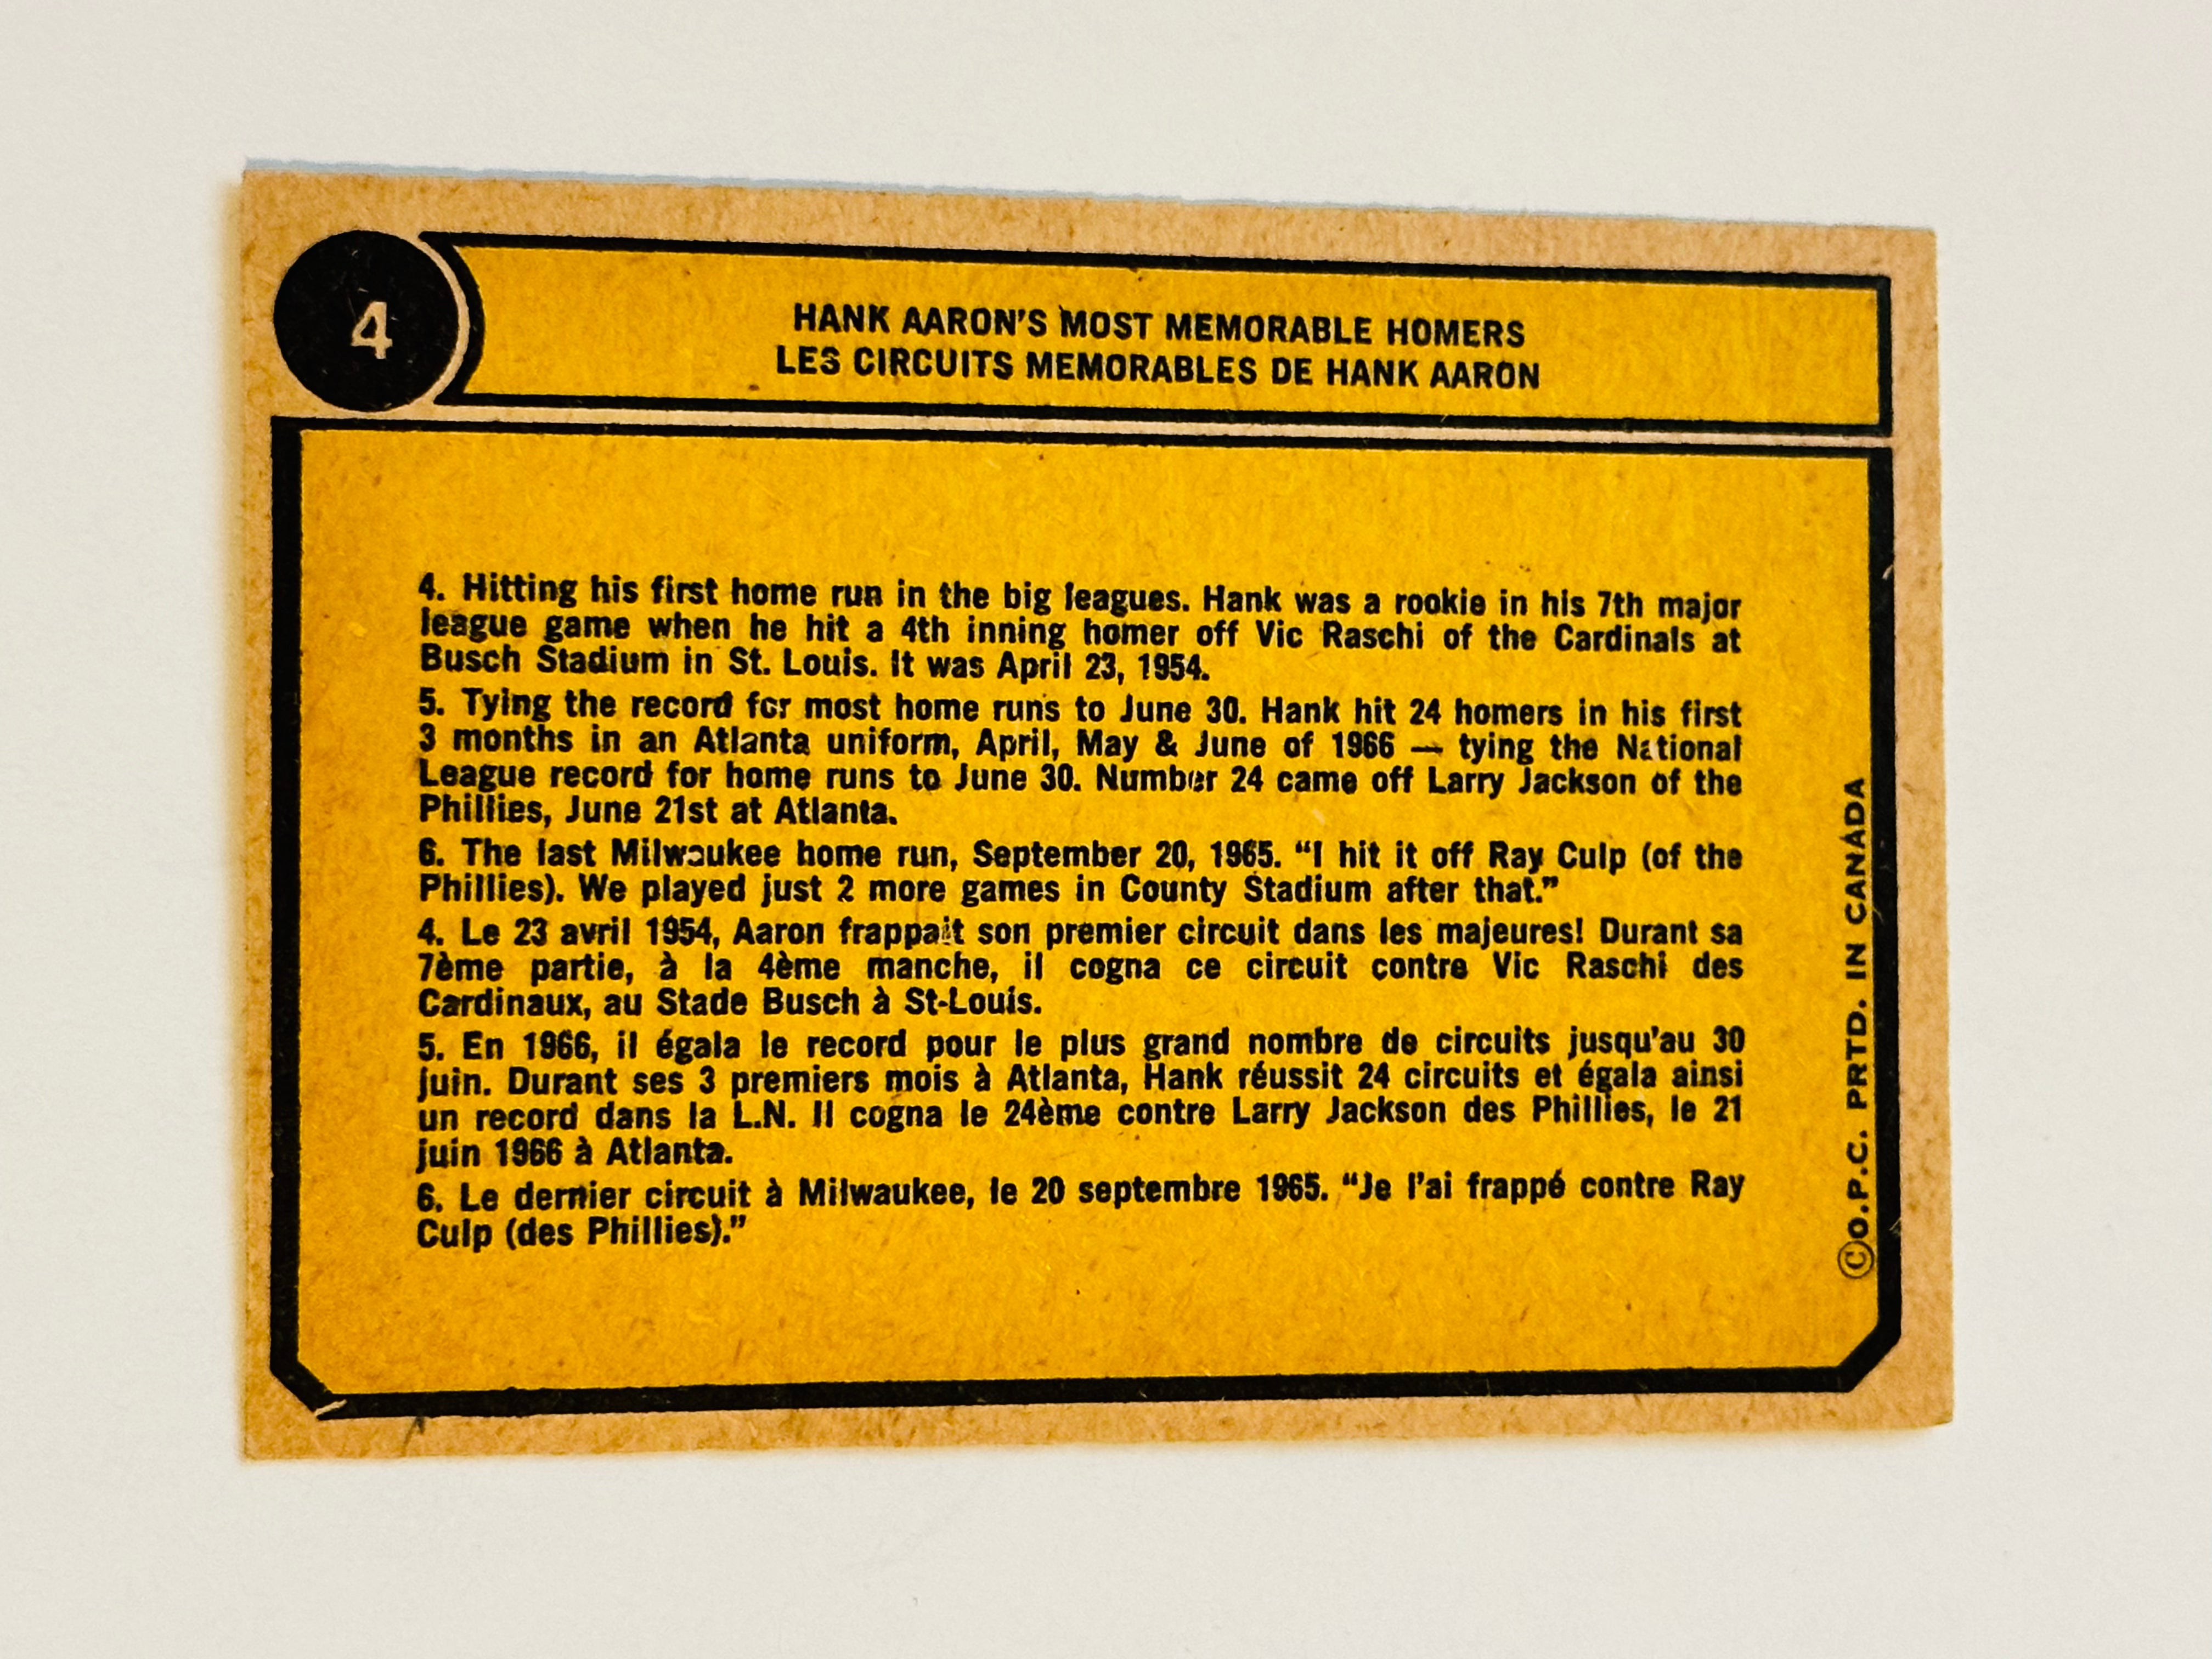 4
HANK AARON'S MOST MEMORABLE HOMERS
LES CIRCUITS MEMORABLES DE HANK AARON
4. Hitting his first home run in the big leagues. Hank was a rookie in his 7th major
league game when he hit a 4th inning homer off Vic Raschi of the Cardinals at
Busch Stadium in St. Louis. It was April 23, 1954.
5. Tying the record for most home runs to June 30. Hank hit 24 homers in his first
3 months in an Atlanta uniform, April, May & June of 1966 — tying the National
League record for home runs to June 30. Number 24 came off Larry Jackson of the
Phillies, June 21st at Atlanta.
6. The last Milwaukee home run, September 20, 1965. “I hit it off Ray Culp (of the
Phillies). We played just 2 more games in County Stadium after that.”
4. Le 23 avril 1954, Aaron frappait son premier circuit dans les majeures! Durant sa
7ème partie, à la 4ème manche, il cogna ce circuit contre Vic Raschi des
Cardinaux, au Stade Busch à St-Louis.
5. En 1966, il égala le record pour le plus grand nombre de circuits jusqu'au 30
juin. Durant ses 3 premiers mois à Atlanta, Hank réussit 24 circuits et égala ainsi
un record dans la L.N. Il cogna le 24ème contre Larry Jackson des Phillies, le 21
juin 1966 à Atlanta.
6. Le dernier circuit à Milwaukee, le 20 septembre 1965. “Je l'ai frappé contre Ray
Culp (des Phillies).”
©O.P.C. PRTD. IN CANADA